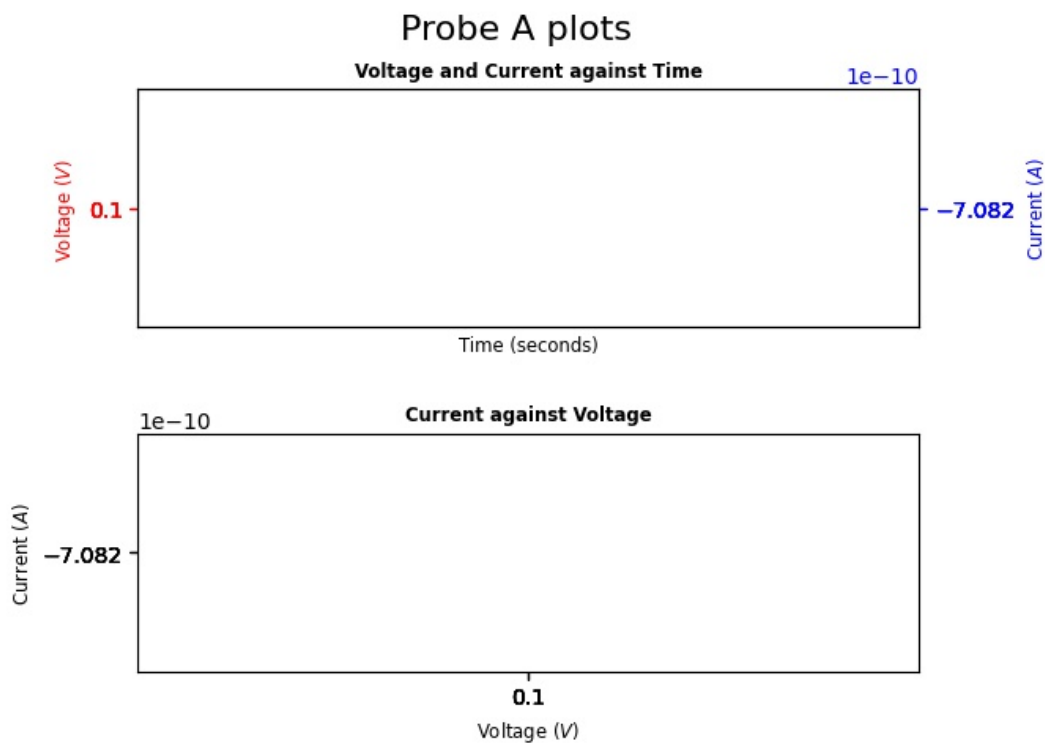 Probe A plots
Voltage and Current against Time
1e−10
Voltage (V)
0.1
−7.082
Current (A)
Time (seconds)
Current against Voltage
1e−10
Current (A)
−7.082
0.1
Voltage (V)